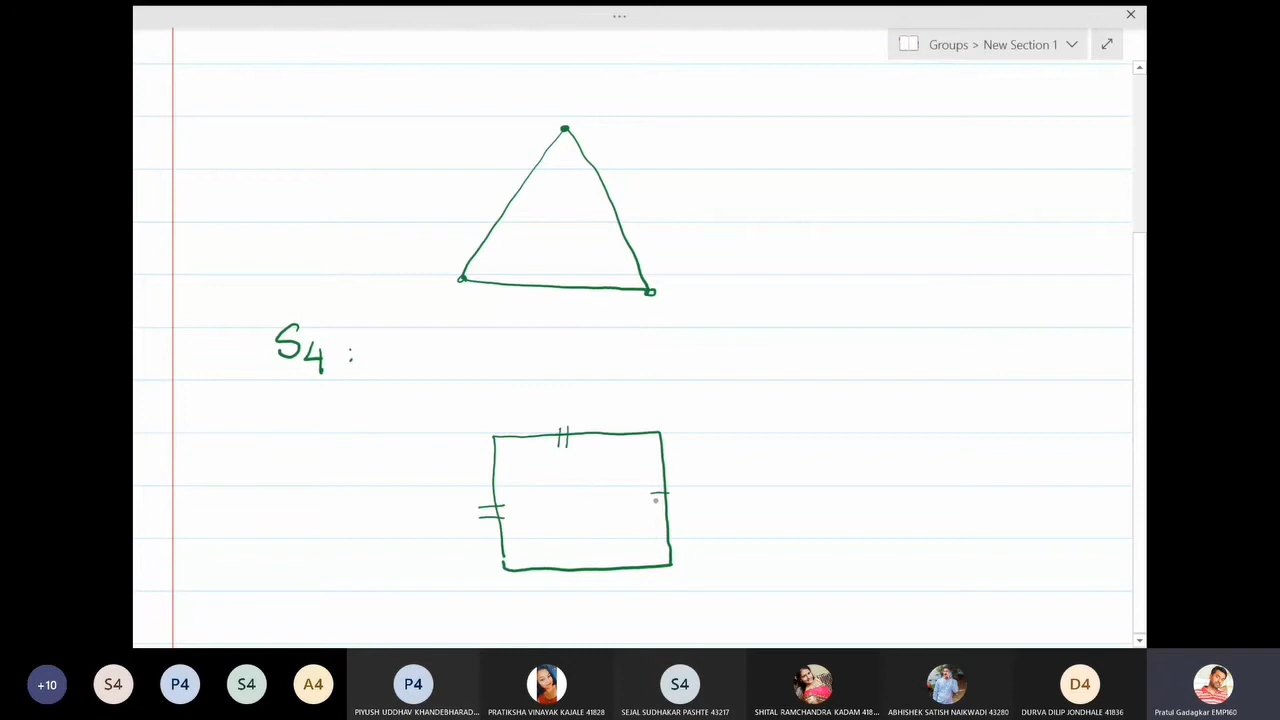 Groups > New Section 1
S4 :
+10
S4
P4
S4
A4
P4
S4
D4
PIYUSH UDDHAV KHANDEBHARAD...
PRATIKSHA VINAYAK KAJALE 41828
SEJAL SUDHAKAR PASHTE 43217
SHITAL RAMCHANDRA KADAM 418...
ABHISHEK SATISH NAIKWADI 43280
DURVA DILIP JONDHALE 41836
Pratul Gadagkar EMP160